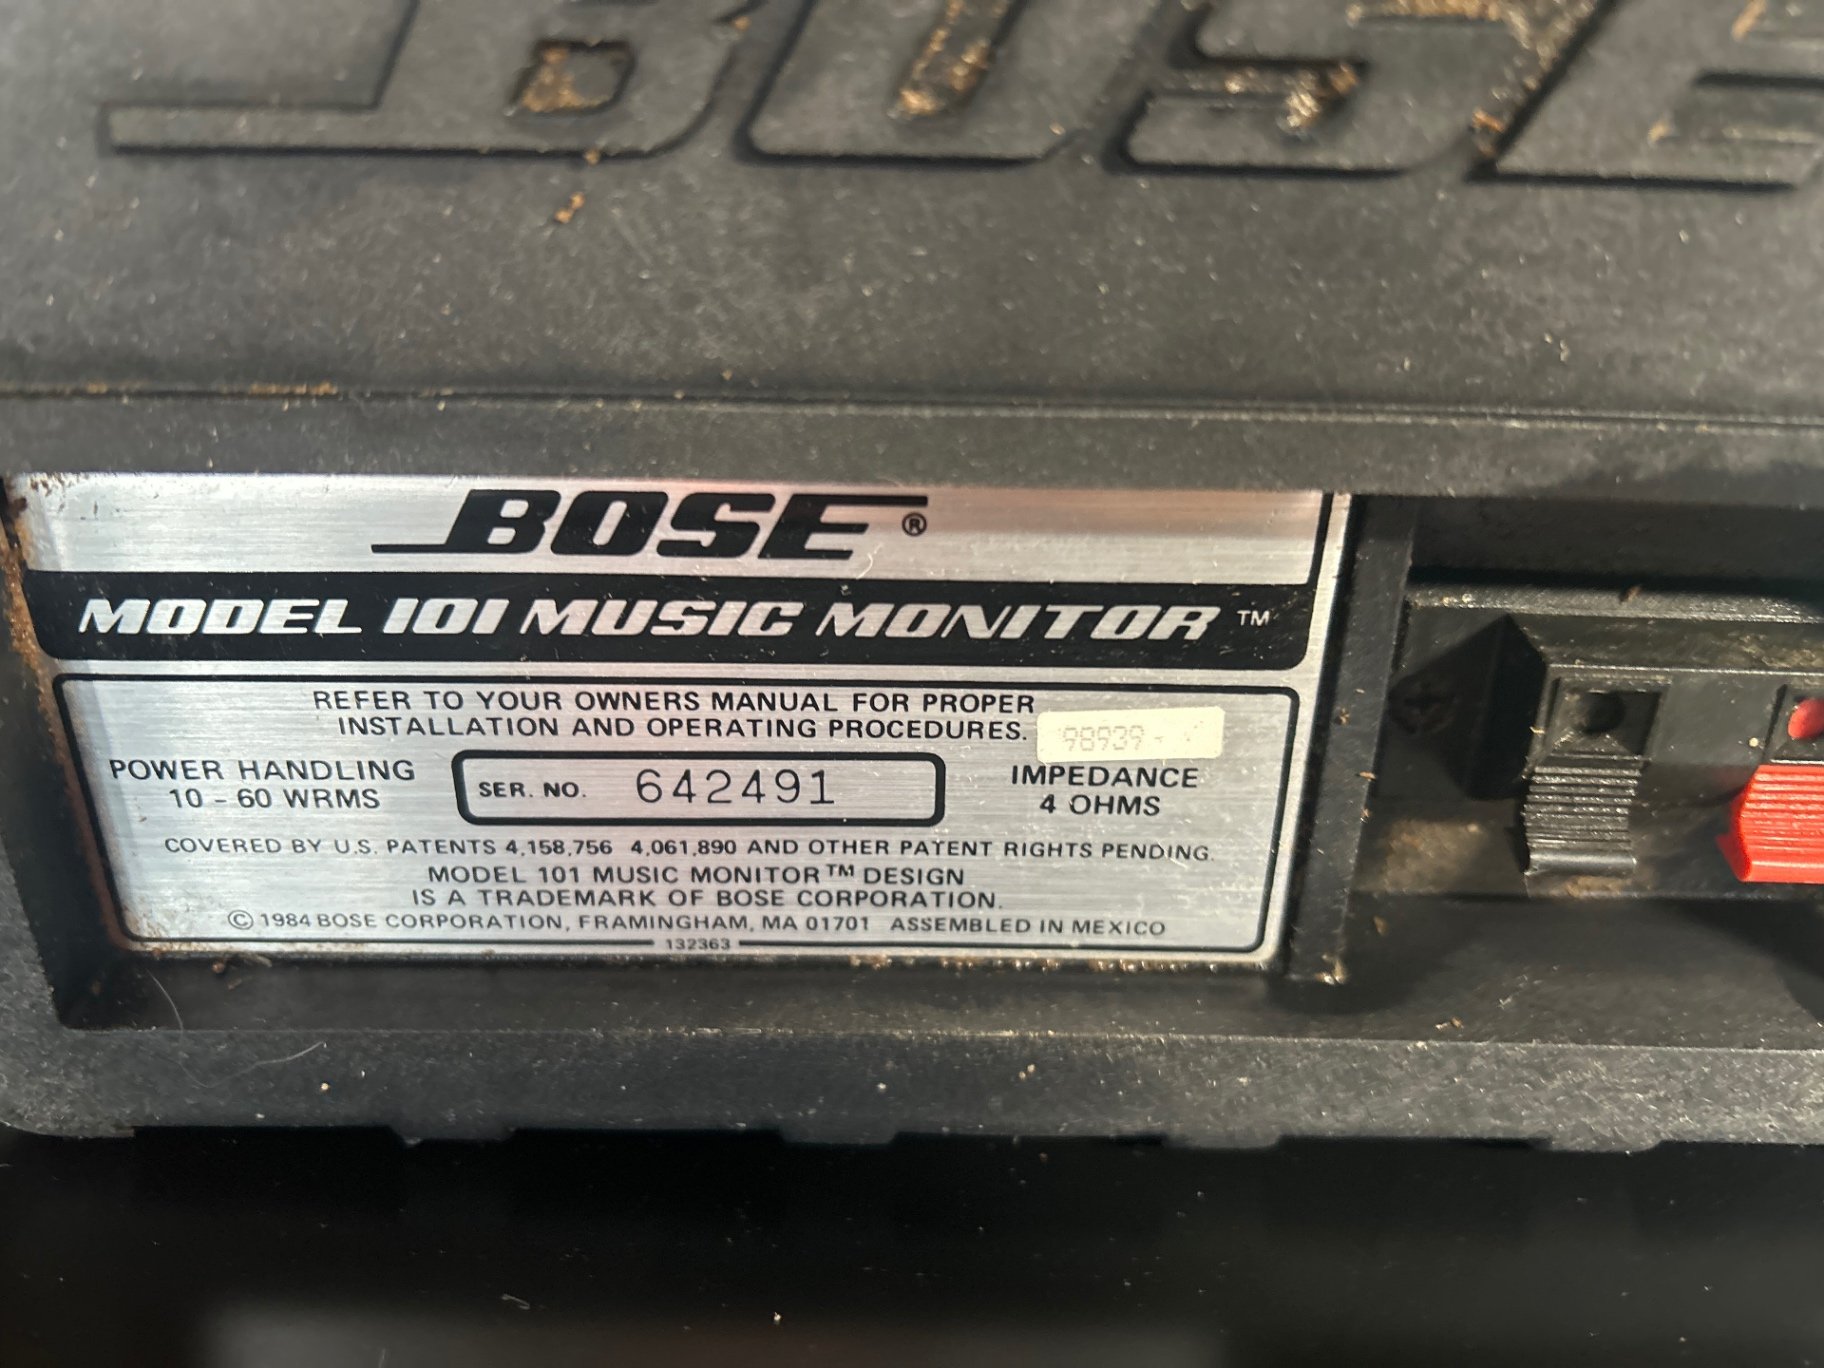 BOSE
BOSE®
MODEL 101 MUSIC MONITOR™
REFER TO YOUR OWNERS MANUAL FOR PROPER
INSTALLATION AND OPERATING PROCEDURES.
98939
POWER HANDLING
10 - 60 WRMS
SER. NO. 642491
IMPEDANCE
4 OHMS
COVERED BY U.S. PATENTS 4,158,756 4,061,890 AND OTHER PATENT RIGHTS PENDING.
MODEL 101 MUSIC MONITOR™ DESIGN
IS A TRADEMARK OF BOSE CORPORATION.
© 1984 BOSE CORPORATION, FRAMINGHAM, MA 01701 ASSEMBLED IN MEXICO
132363